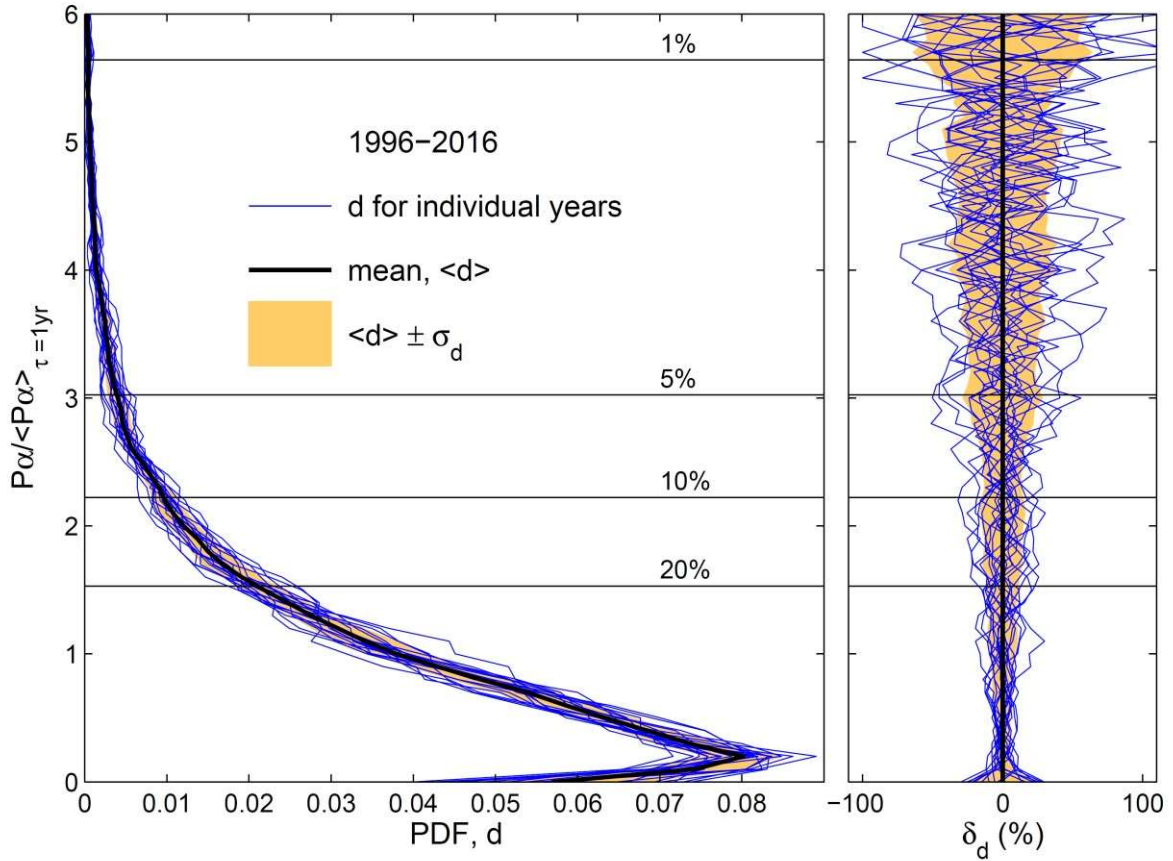 6
5
4
3
2
1
0
Pα/<Pα> τ =1yr
1%
5%
10%
20%
1996−2016
d for individual years
mean, <d>
<d> ± σd
0 0.01 0.02 0.03 0.04 0.05 0.06 0.07 0.08
PDF, d
−100 0 100
δd (%)